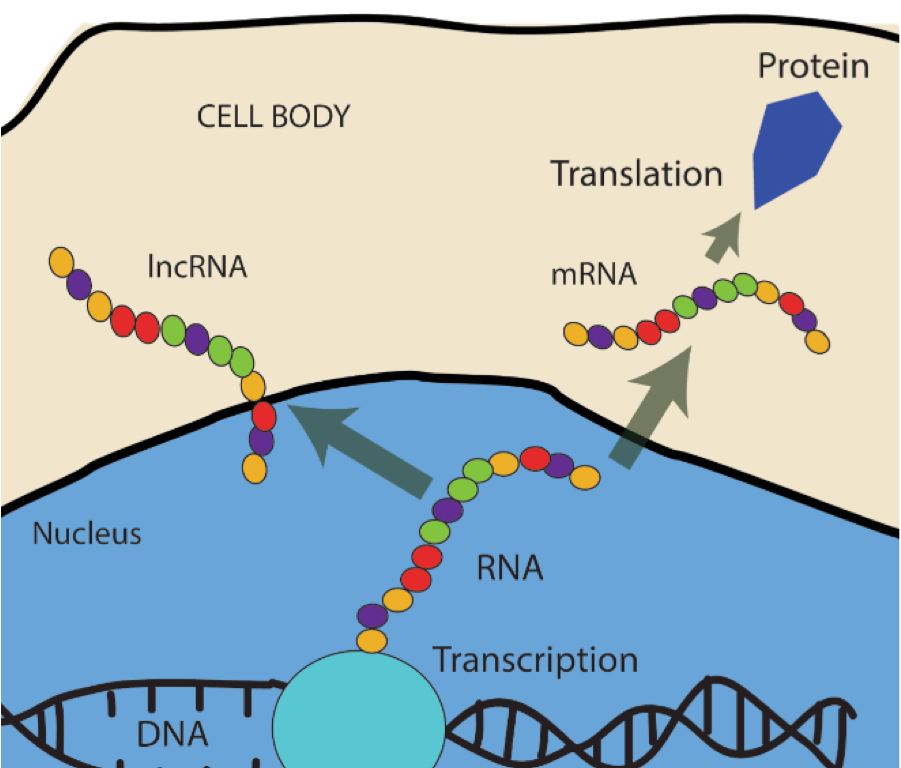 Protein
CELL BODY
Translation
lncRNA
mRNA
Nucleus
RNA
Transcription
DNA